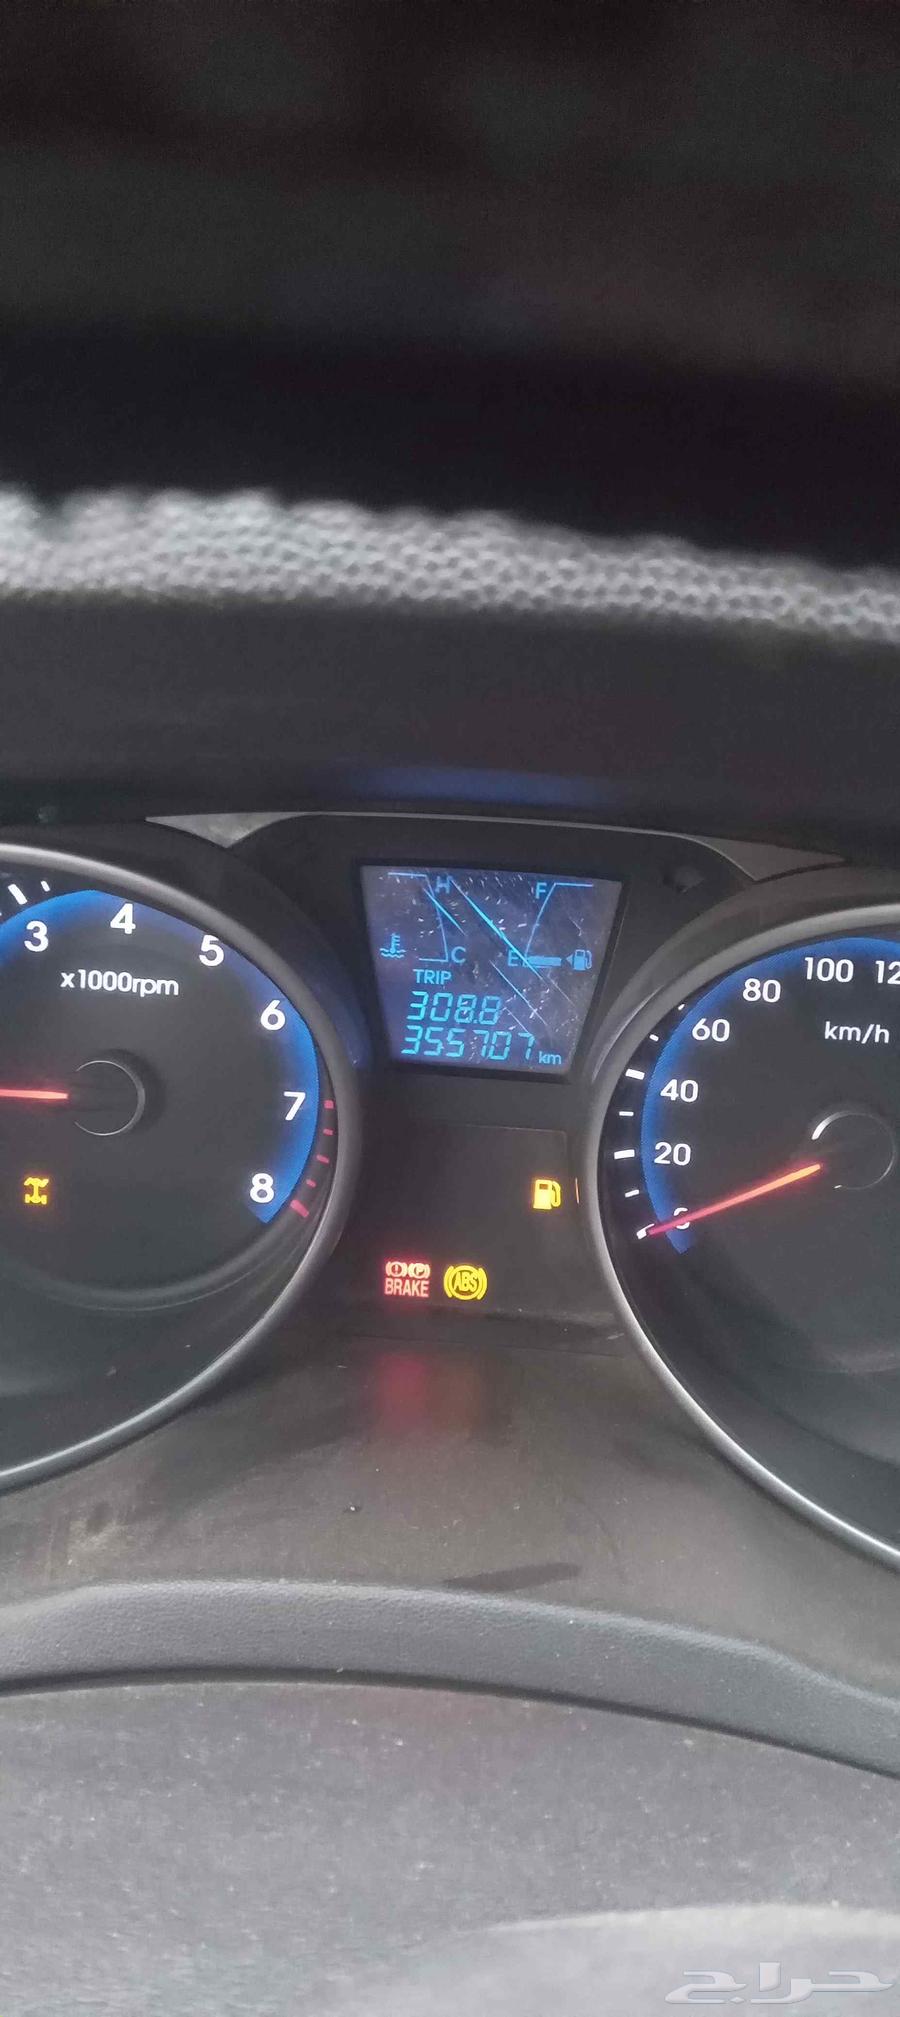 3 4 5 6 7 8
x1000rpm
H F
C E
TRIP
308.8
355707 km
0 20 40 60 80 100
km/h
BRAKE
ABS
حراج